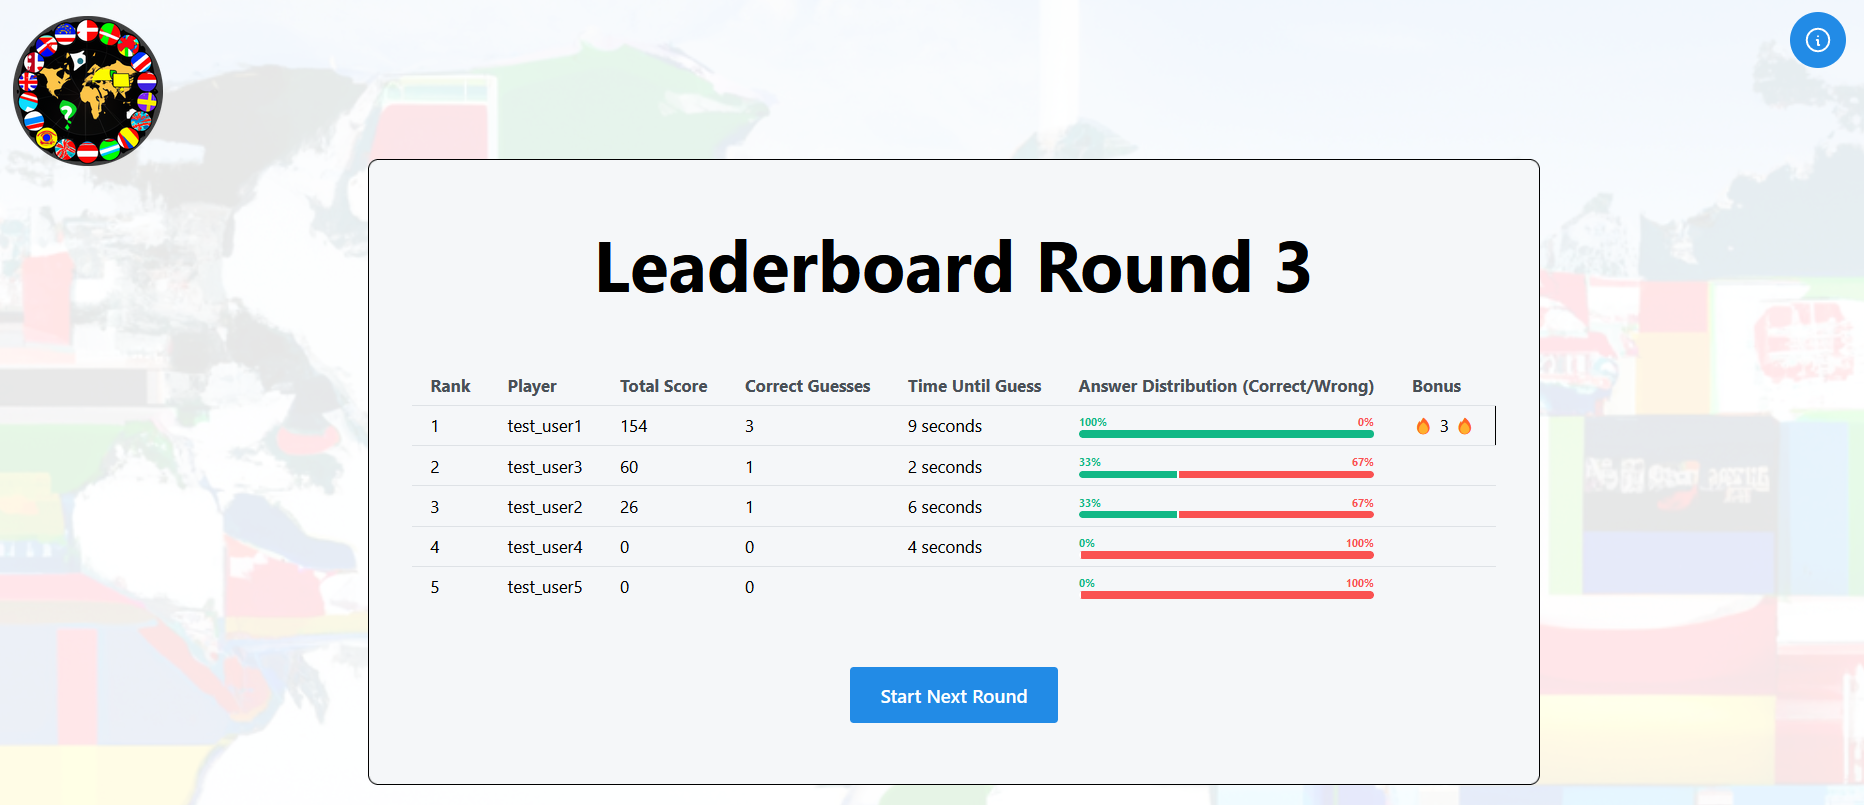 Leaderboard Round 3
Rank Player Total Score Correct Guesses Time Until Guess Answer Distribution (Correct/Wrong) Bonus
1 test_user1 154 3 9 seconds 100% 0% 🔥 3 🔥
2 test_user3 60 1 2 seconds 33% 67%
3 test_user2 26 1 6 seconds 33% 67%
4 test_user4 0 0 4 seconds 0% 100%
5 test_user5 0 0 0% 100%
Start Next Round